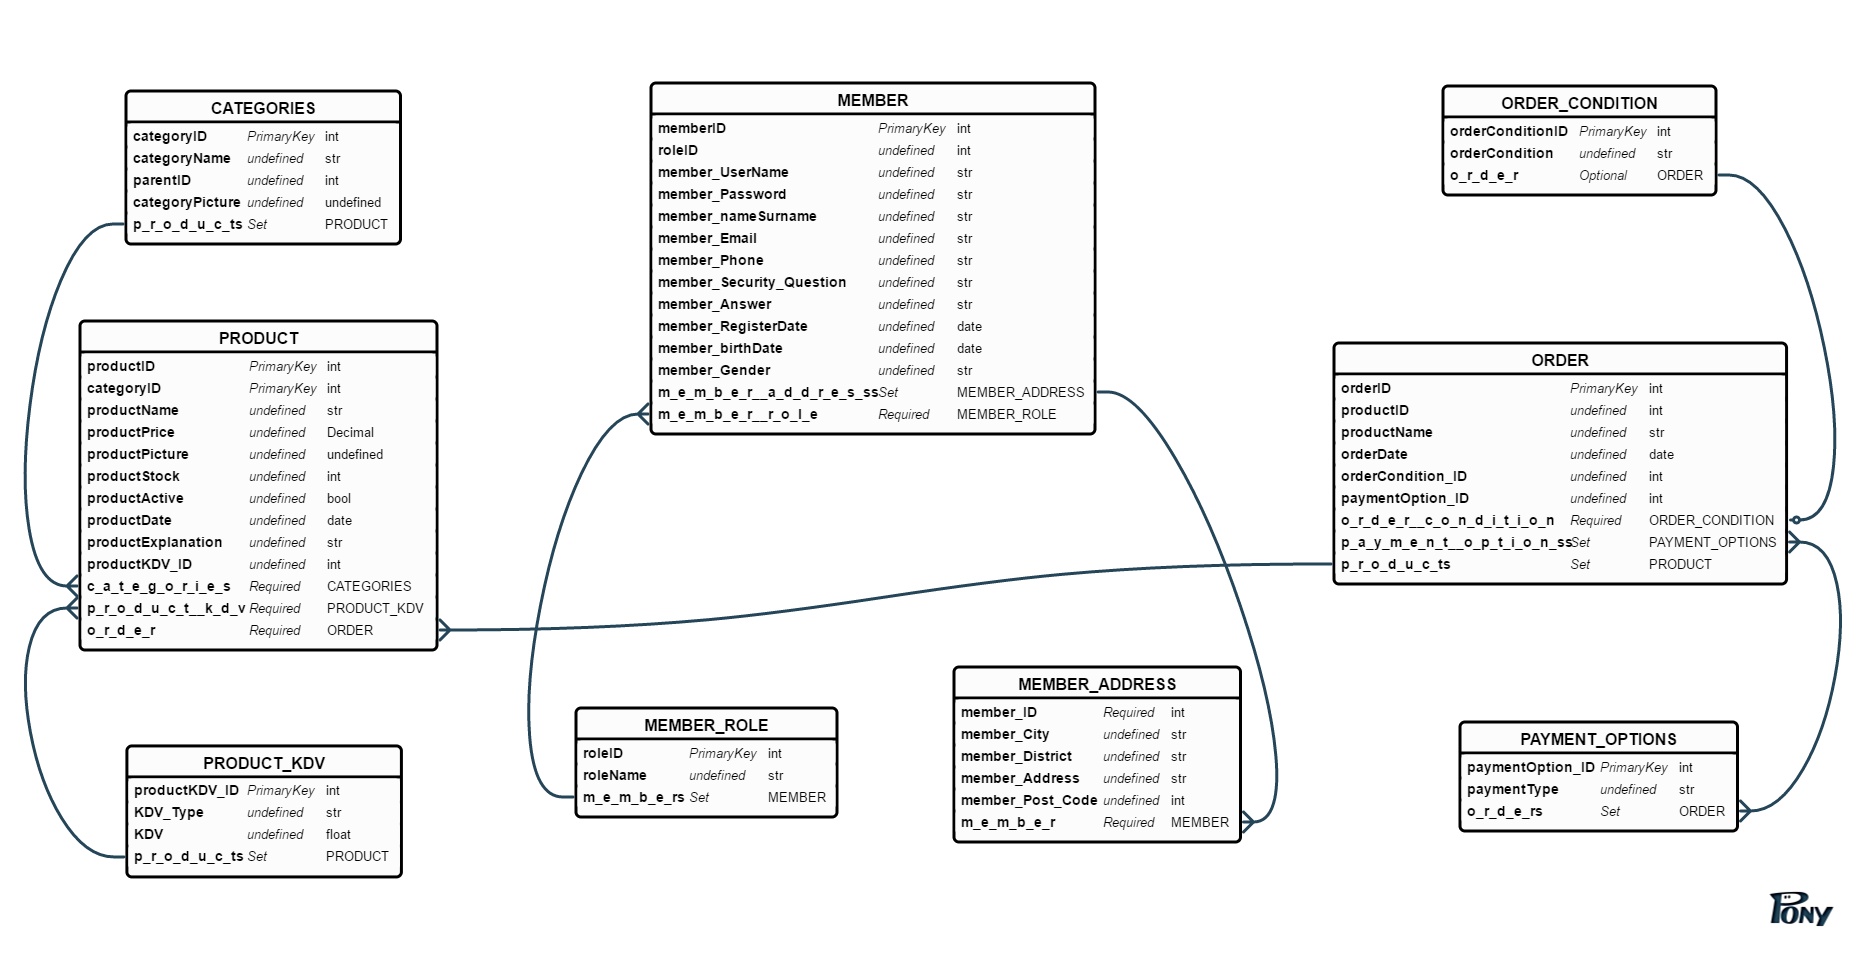 CATEGORIES
categoryID PrimaryKey int
categoryName undefined str
parentID undefined int
categoryPicture undefined undefined
p_r_o_d_u_c_ts Set PRODUCT
PRODUCT
productID PrimaryKey int
categoryID PrimaryKey int
productName undefined str
productPrice undefined Decimal
productPicture undefined undefined
productStock undefined int
productActive undefined bool
productDate undefined date
productExplanation undefined str
productKDV_ID undefined int
c_a_t_e_g_o_r_i_e_s Required CATEGORIES
p_r_o_d_u_c_t__k_d_v Required PRODUCT_KDV
o_r_d_e_r Required ORDER
PRODUCT_KDV
productKDV_ID PrimaryKey int
KDV_Type undefined str
KDV undefined float
p_r_o_d_u_c_ts Set PRODUCT
MEMBER
memberID PrimaryKey int
roleID undefined int
member_UserName undefined str
member_Password undefined str
member_nameSurname undefined str
member_Email undefined str
member_Phone undefined str
member_Security_Question undefined str
member_Answer undefined str
member_RegisterDate undefined date
member_birthDate undefined date
member_Gender undefined str
m_e_m_b_e_r__a_d_d_r_e_s_ss Set MEMBER_ADDRESS
m_e_m_b_e_r__r_o_l_e Required MEMBER_ROLE
MEMBER_ROLE
roleID PrimaryKey int
roleName undefined str
m_e_m_b_e_rs Set MEMBER
MEMBER_ADDRESS
member_ID Required int
member_City undefined str
member_District undefined str
member_Address undefined str
member_Post_Code undefined int
m_e_m_b_e_r Required MEMBER
ORDER_CONDITION
orderConditionID PrimaryKey int
orderCondition undefined str
o_r_d_e_r Optional ORDER
ORDER
orderID PrimaryKey int
productID undefined int
productName undefined str
orderDate undefined date
orderCondition_ID undefined int
paymentOption_ID undefined int
o_r_d_e_r__c_o_n_d_i_t_i_o_n Required ORDER_CONDITION
p_a_y_m_e_n_t__o_p_t_i_o_n_ss Set PAYMENT_OPTIONS
p_r_o_d_u_c_ts Set PRODUCT
PAYMENT_OPTIONS
paymentOption_ID PrimaryKey int
paymentType undefined str
o_r_d_e_rs Set ORDER
PONY